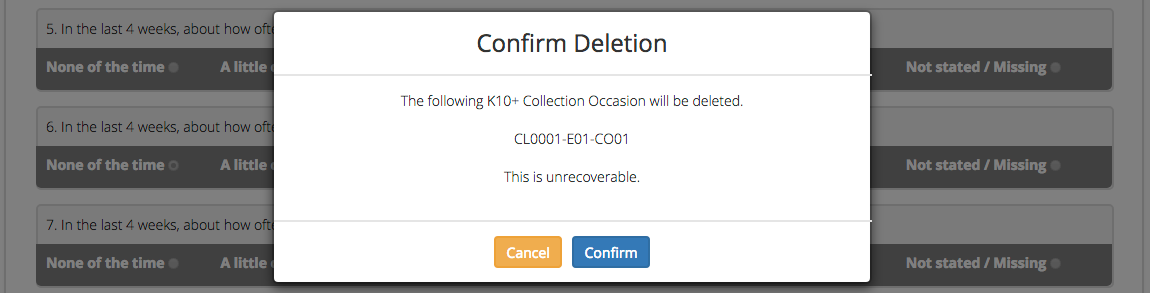 Confirm Deletion
The following K10+ Collection Occasion will be deleted.
CL0001-E01-CO01
This is unrecoverable.
Cancel Confirm
5. In the last 4 weeks, about how
None of the time A little Not stated / Missing
6. In the last 4 weeks, about how
None of the time A little Not stated / Missing
7. In the last 4 weeks, about how
None of the time A little Not stated / Missing